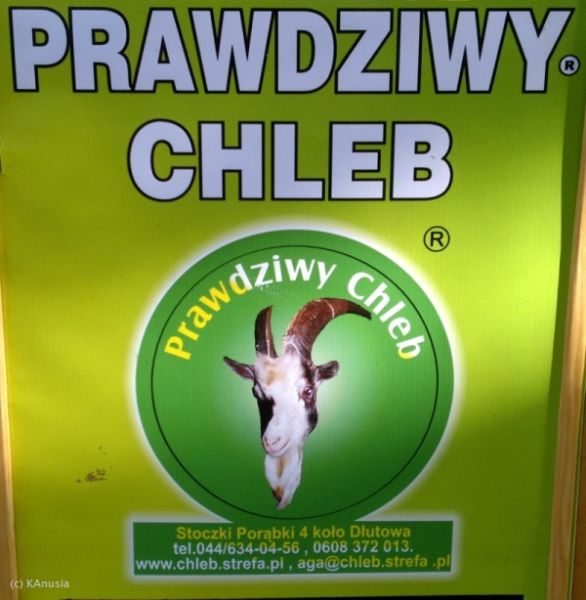 PRAWDZIWY®
CHLEB
®
Prawdziwy Chleb
Stoczki Porąbki 4 koło Dłutowa
tel.044/634-04-56 , 0608 372 013.
www.chleb.strefa.pl , aga@chleb.strefa .pl
(c) KAnusia